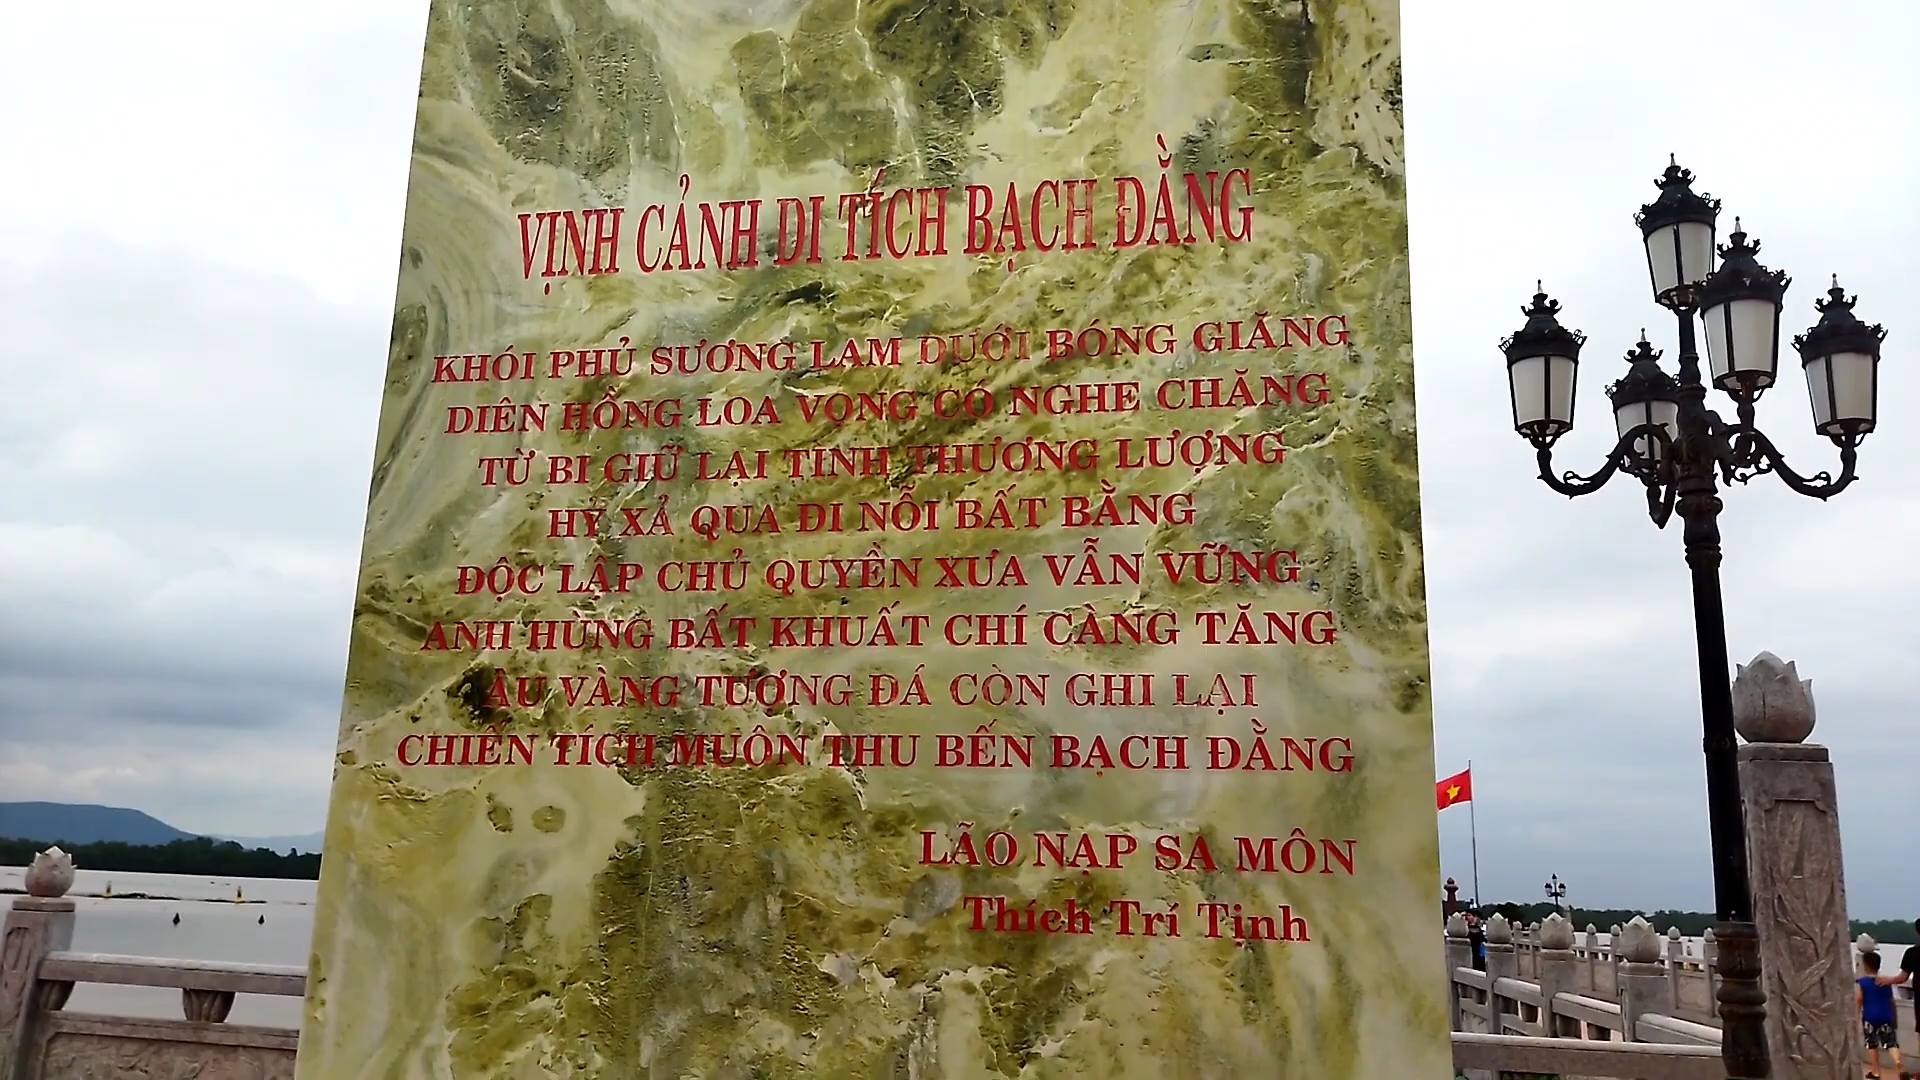 VỊNH CẢNH DI TÍCH BẠCH ĐẰNG
KHÓI PHỦ SƯƠNG LAM DƯỚI BÓNG GIĂNG
DIÊN HỒNG LOA VỌNG CÓ NGHE CHĂNG
TỪ BI GIỮ LẠI TINH THƯƠNG LƯỢNG
HỶ XẢ QUA ĐI NỖI BẤT BẰNG
ĐỘC LẬP CHỦ QUYỀN XƯA VẪN VỮNG
ANH HÙNG BẤT KHUẤT CHÍ CÀNG TĂNG
ÂU VÀNG TƯỢNG ĐÁ CÒN GHI LẠI
CHIẾN TÍCH MUÔN THU BẾN BẠCH ĐẰNG
LÃO NẠP SA MÔN
Thích Trí Tịnh